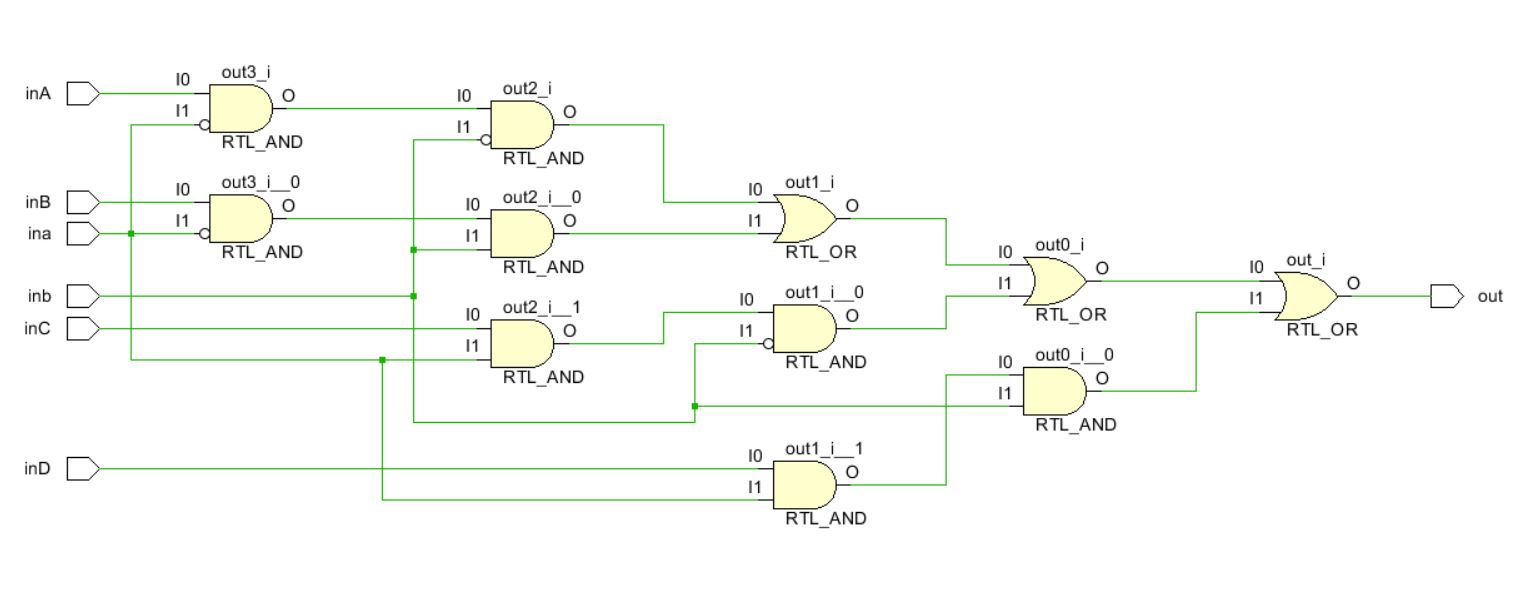 inA
I0
I1
out3_i
O
RTL_AND
I0
I1
out2_i
O
RTL_AND
inB
ina
I0
I1
out3_i__0
O
RTL_AND
I0
I1
out2_i__0
O
RTL_AND
I0
I1
out1_i
O
RTL_OR
inb
inC
I0
I1
out2_i__1
O
RTL_AND
I0
I1
out1_i__0
O
RTL_AND
I0
I1
out0_i
O
RTL_OR
I0
I1
out_i
O
RTL_OR
out
I0
I1
out0_i__0
O
RTL_AND
inD
I0
I1
out1_i__1
O
RTL_AND